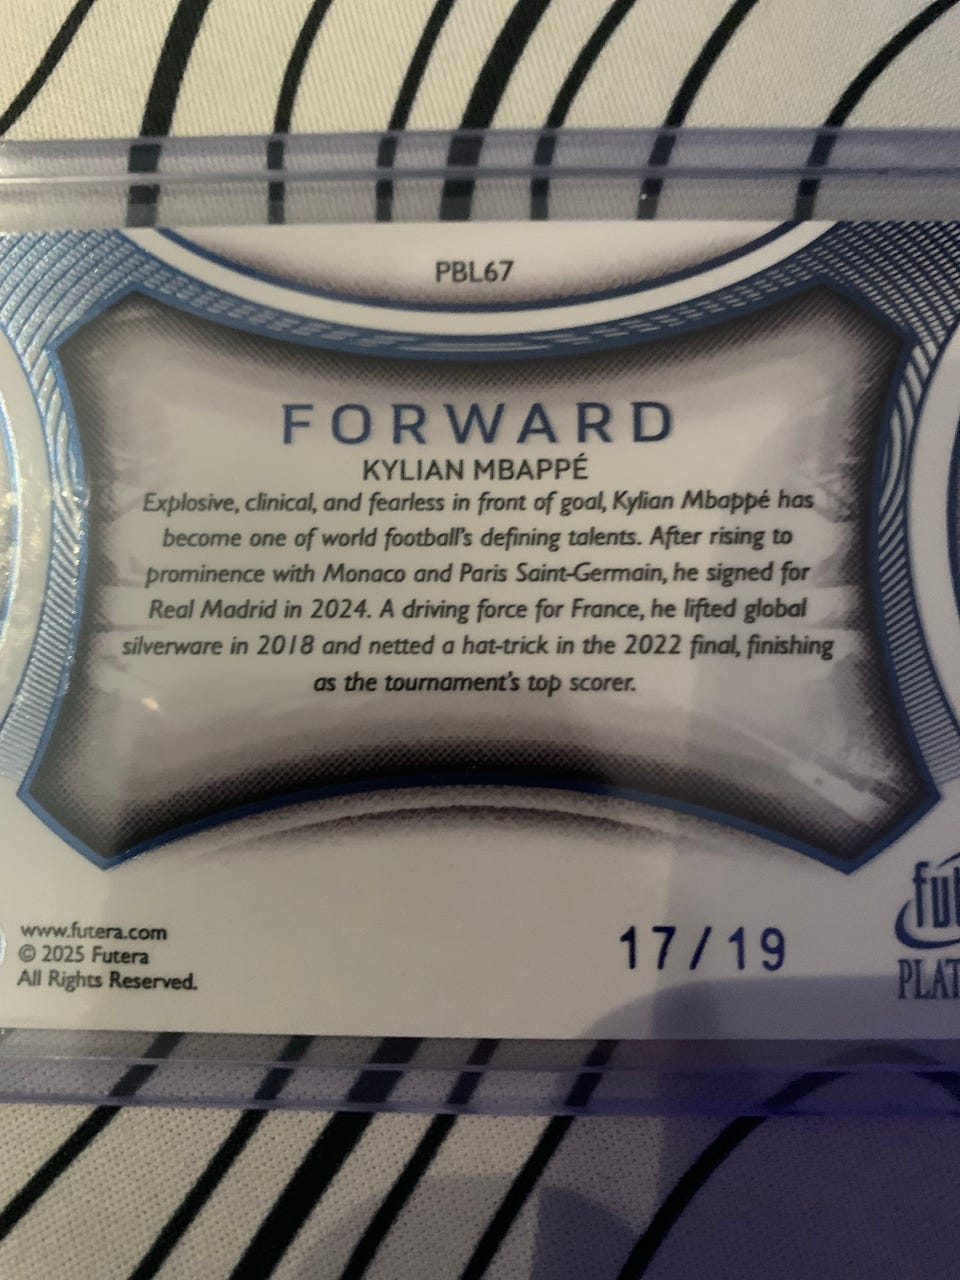 PBL67
FORWARD
KYLIAN MBAPPÉ
Explosive, clinical, and fearless in front of goal, Kylian Mbappé has
become one of world football's defining talents. After rising to
prominence with Monaco and Paris Saint-Germain, he signed for
Real Madrid in 2024. A driving force for France, he lifted global
silverware in 2018 and netted a hat-trick in the 2022 final, finishing
as the tournament's top scorer.
www.futera.com
© 2025 Futera
All Rights Reserved.
17/19
fut
PLAT